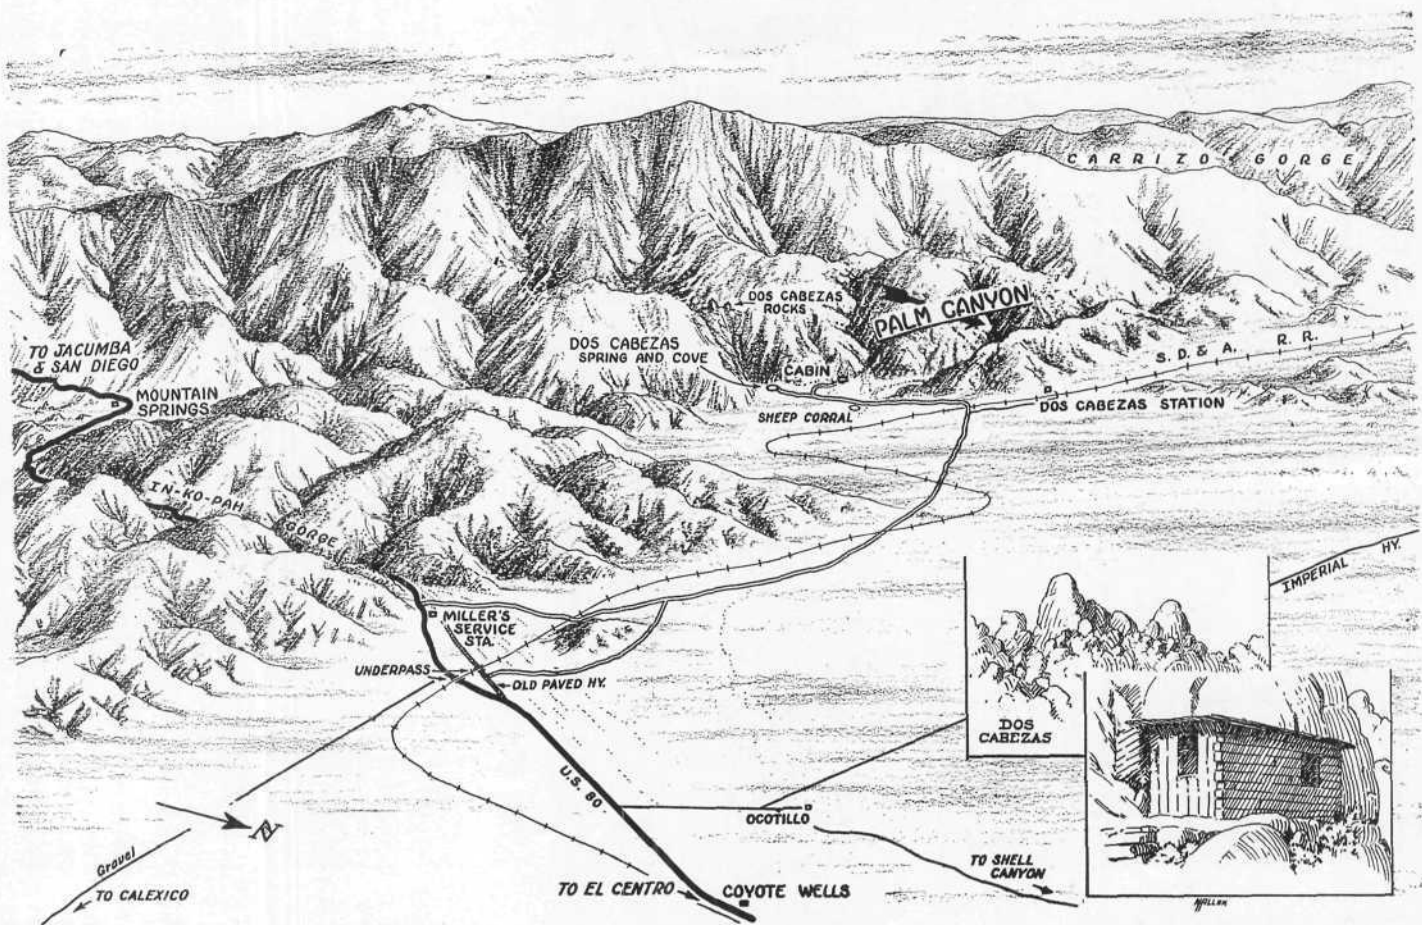 CARRIZO GORGE
DOS CABEZAS
ROCKS
PALM CANYON
DOS CABEZAS
SPRING AND COVE
S. D. & A. R. R.
TO JACUMBA
& SAN DIEGO
CABIN
MOUNTAIN
SPRINGS
SHEEP CORRAL
DOS CABEZAS STATION
IN-KO-PAH
GORGE
IMPERIAL HY.
MILLER'S
SERVICE
STA.
UNDERPASS
OLD PAVED HY.
DOS
CABEZAS
U.S. 80
OCOTILLO
N
Gravel
TO CALEXICO
TO SHELL
CANYON
TO EL CENTRO
COYOTE WELLS